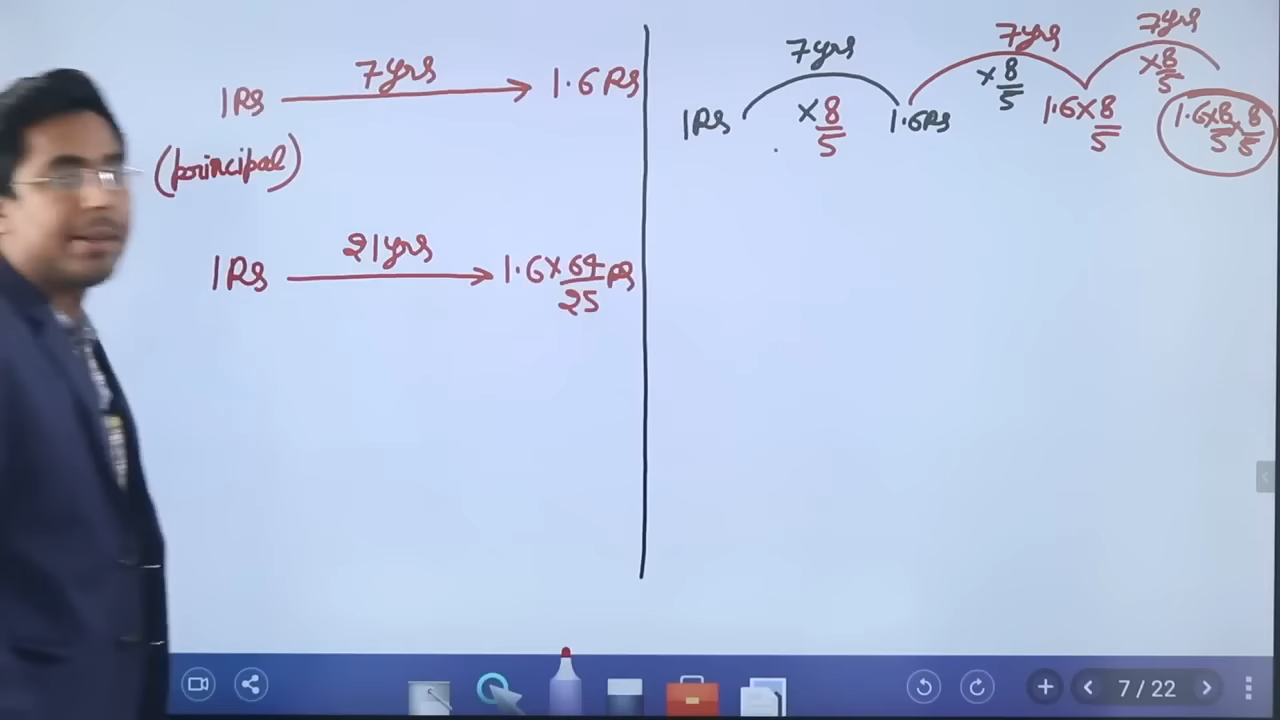 7yrs
1Rs 1.6Rs
(principal)
21yrs
1Rs 1.6×64/25 Rs
7yrs 7yrs 7yrs
×8/5 ×8/5 ×8/5
1Rs 1.6Rs 1.6×8/5 1.6×8/5×8/5
7 / 22